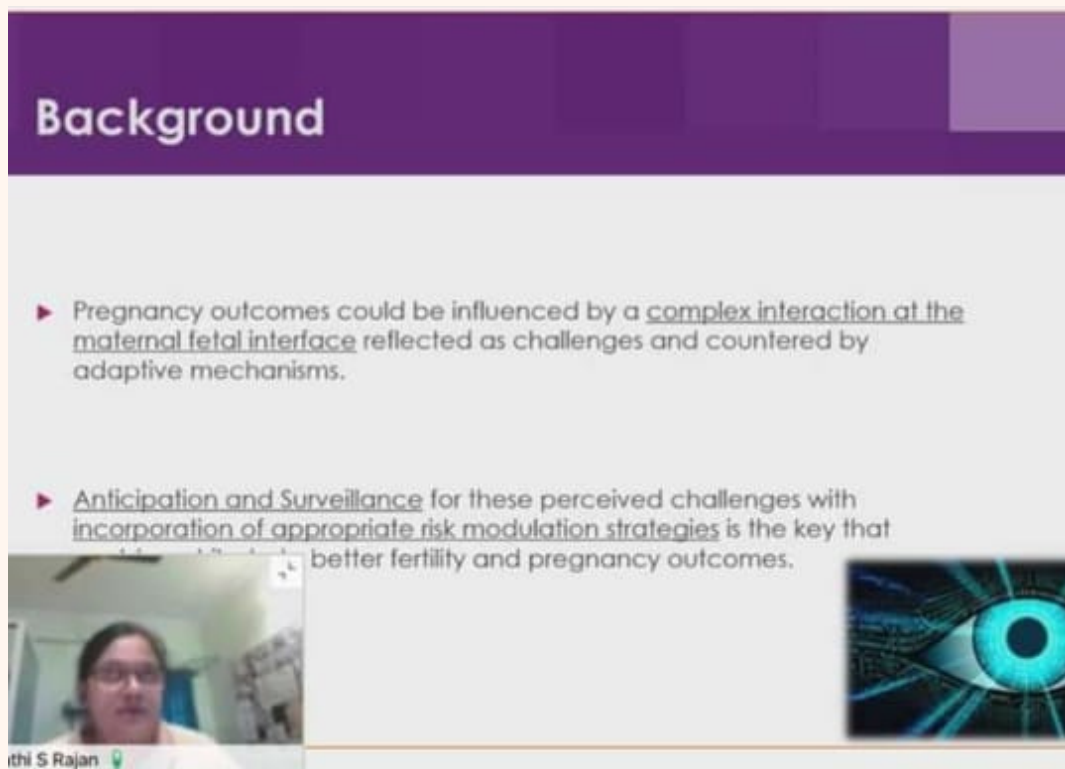 Background
Pregnancy outcomes could be influenced by a complex interaction at the
maternal fetal interface reflected as challenges and countered by
adaptive mechanisms.
Anticipation and Surveillance for these perceived challenges with
incorporation of appropriate risk modulation strategies is the key that
better fertility and pregnancy outcomes.
S Rajan